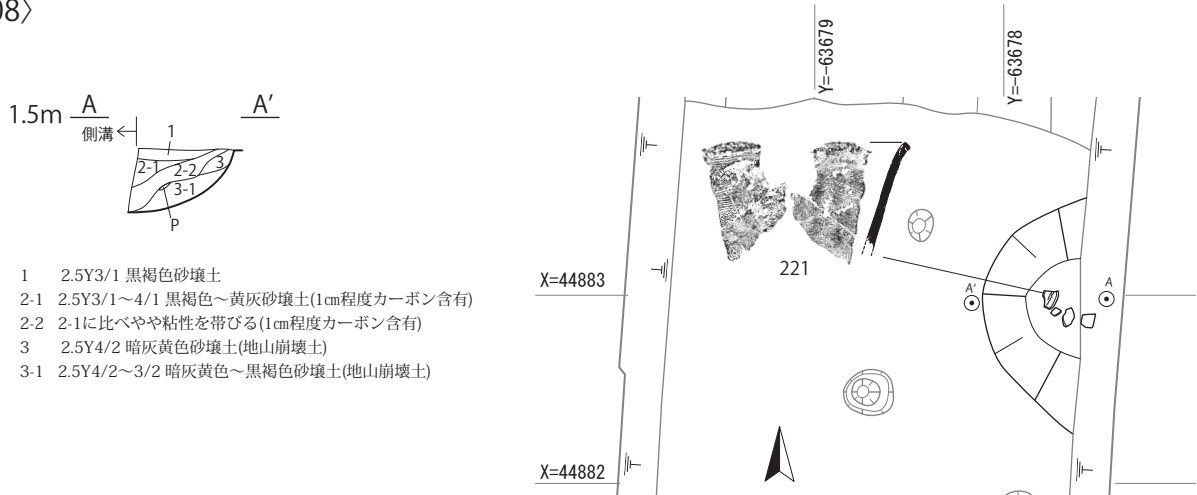 08〉
1.5m A A′
側溝
1
2-1 2-2 3
3-1
P
1 2.5Y3/1 黒褐色砂壌土
2-1 2.5Y3/1～4/1 黒褐色～黄灰砂壌土(1㎝程度カーボン含有)
2-2 2-1に比べやや粘性を帯びる(1㎝程度カーボン含有)
3 2.5Y4/2 暗灰黄色砂壌土(地山崩壊土)
3-1 2.5Y4/2～3/2 暗灰黄色～黒褐色砂壌土(地山崩壊土)
Y=-63679
Y=-63678
221
X=44883
A′
A
X=44882